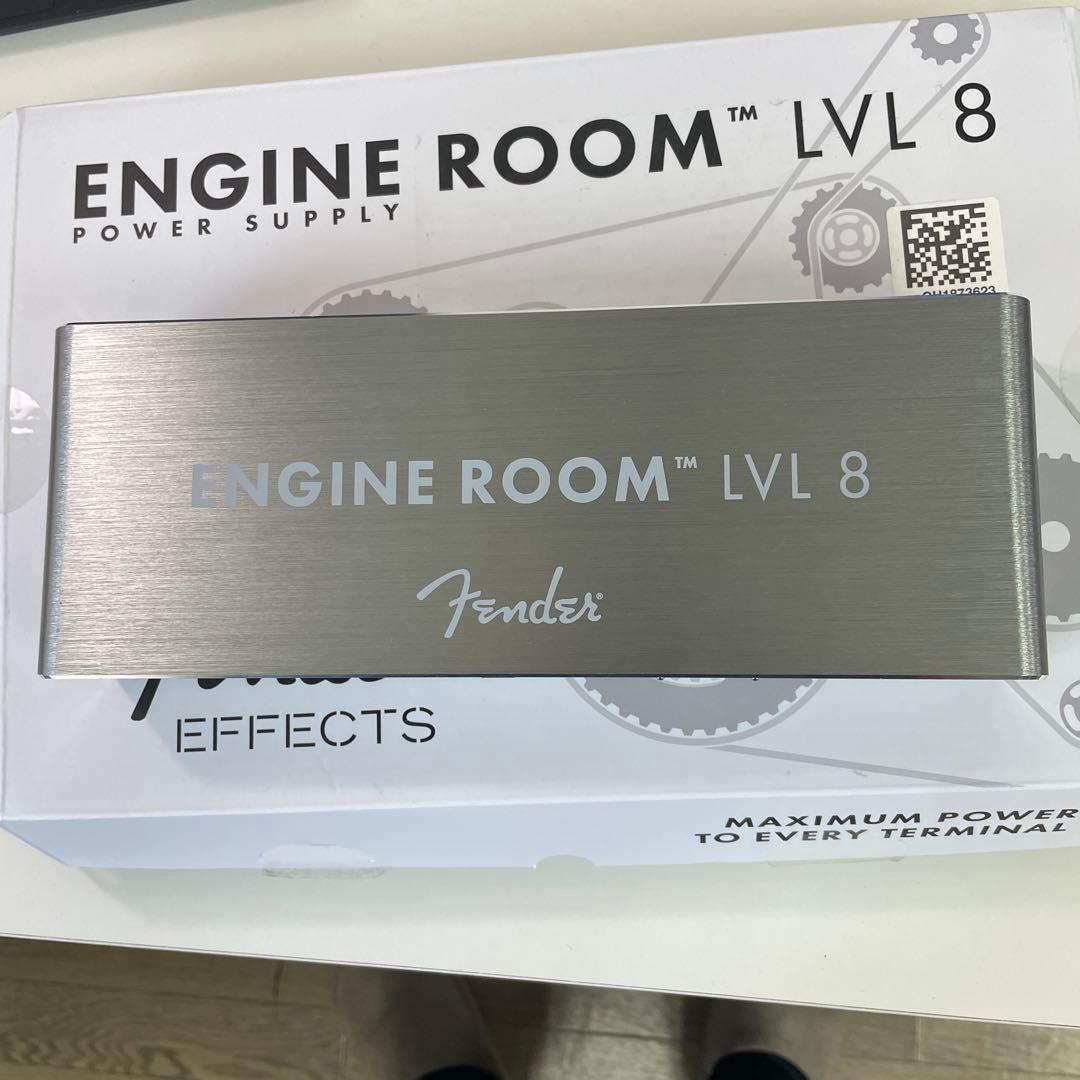 ENGINE ROOM™ LVL 8
POWER SUPPLY
ENGINE ROOM™ LVL 8
Fender®
EFFECTS
MAXIMUM POWER
TO EVERY TERMINAL